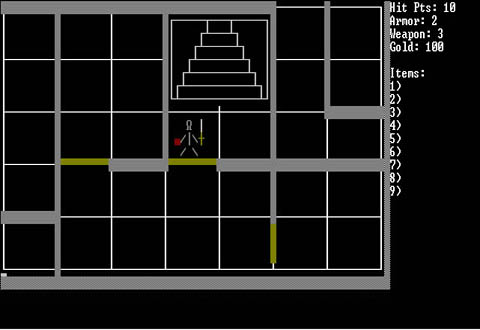 Hit Pts: 10
Armor: 2
Weapon: 3
Gold: 100
Items:
1)
2)
3)
4)
5)
6)
7)
8)
9)